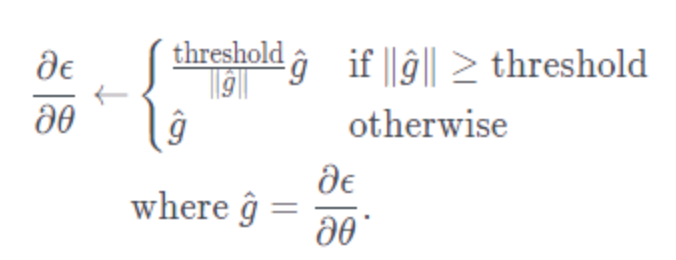 ∂ϵ/∂θ ← { threshold/‖ĝ‖ ĝ if ‖ĝ‖ ≥ threshold
ĝ otherwise
where ĝ = ∂ϵ/∂θ.